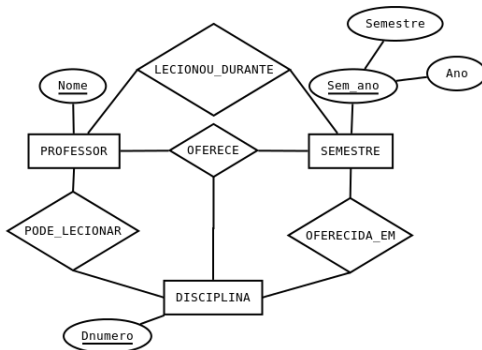 Semestre
LECIONOU_DURANTE
Ano
Nome
Sem_ano
PROFESSOR
OFERECE
SEMESTRE
PODE_LECIONAR
OFERECIDA_EM
DISCIPLINA
Dnumero